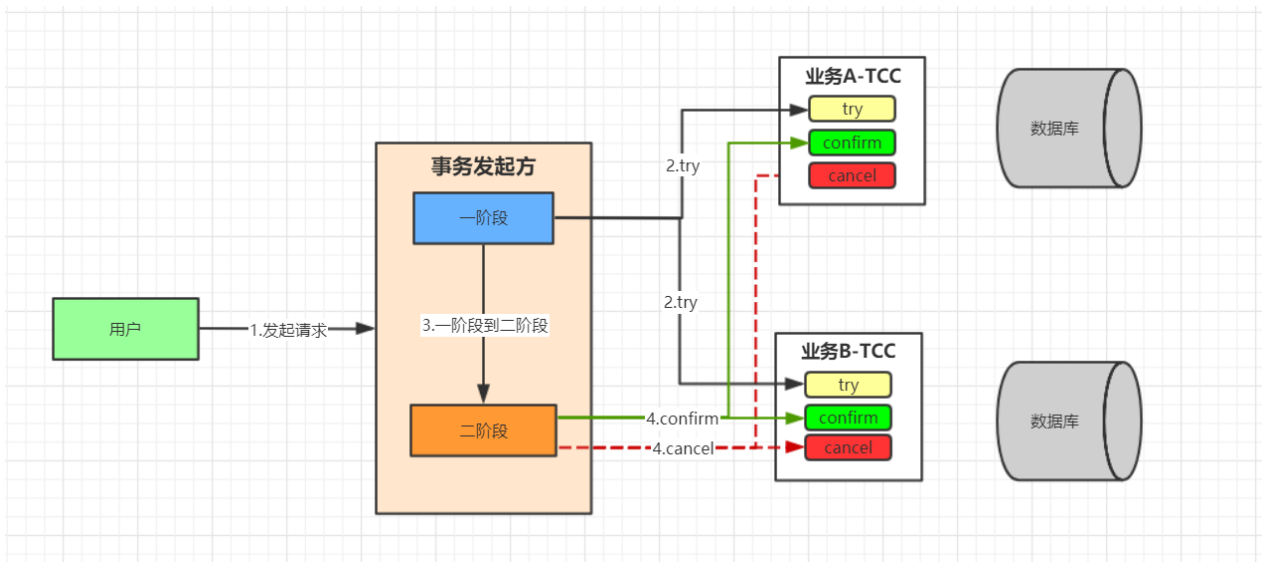 用户
1.发起请求
事务发起方
一阶段
3.一阶段到二阶段
二阶段
2.try
2.try
4.confirm
4.cancel
业务A-TCC
try
confirm
cancel
数据库
业务B-TCC
try
confirm
cancel
数据库